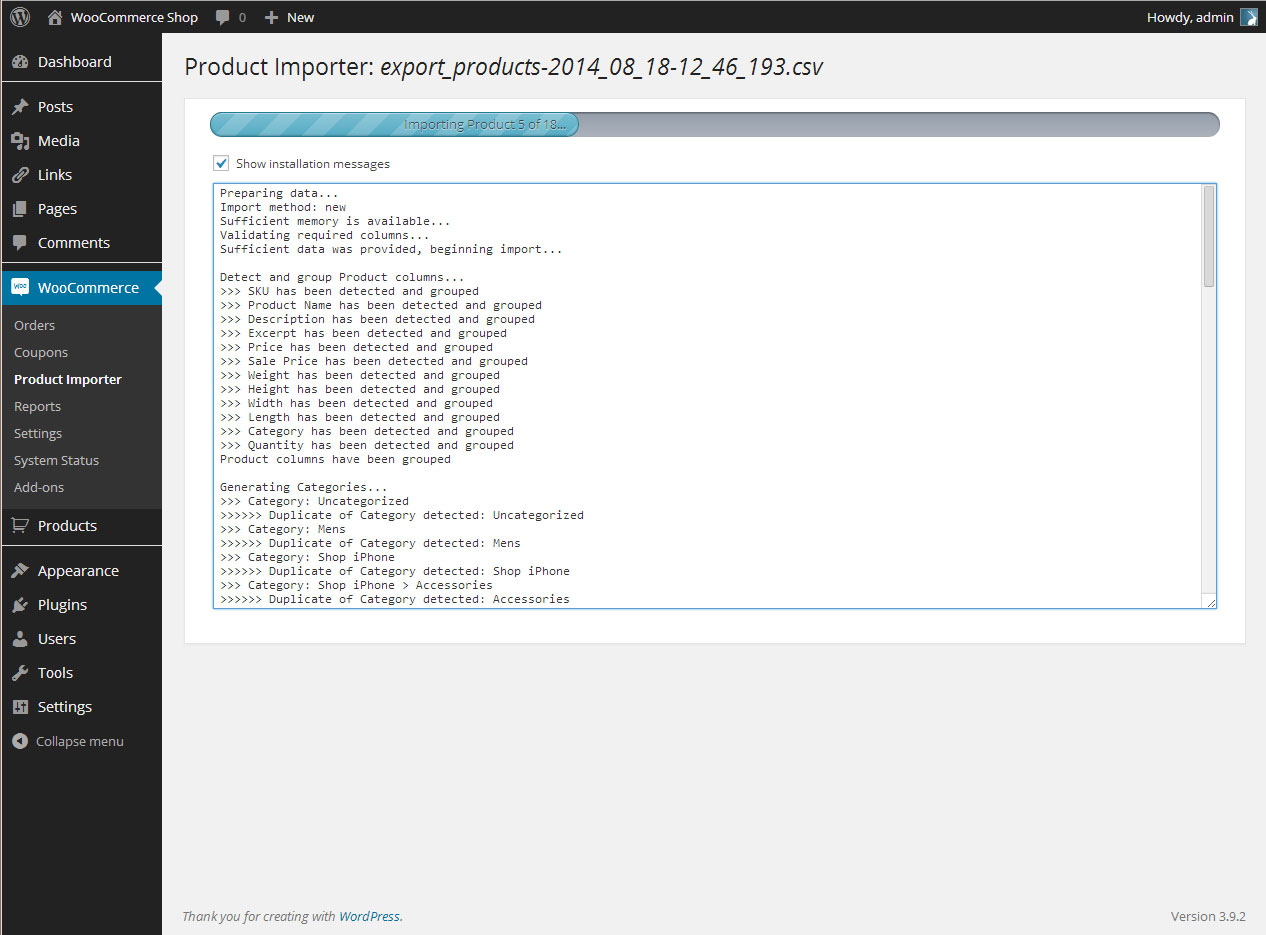 WooCommerce Shop 0 New Howdy, admin
Dashboard
Posts
Media
Links
Pages
Comments
WooCommerce
Orders
Coupons
Product Importer
Reports
Settings
System Status
Add-ons
Products
Appearance
Plugins
Users
Tools
Settings
Collapse menu
Product Importer: export_products-2014_08_18-12_46_193.csv
Importing Product 5 of 18...
Show installation messages
Preparing data...
Import method: new
Sufficient memory is available...
Validating required columns...
Sufficient data was provided, beginning import...
Detect and group Product columns...
>>> SKU has been detected and grouped
>>> Product Name has been detected and grouped
>>> Description has been detected and grouped
>>> Excerpt has been detected and grouped
>>> Price has been detected and grouped
>>> Sale Price has been detected and grouped
>>> Weight has been detected and grouped
>>> Height has been detected and grouped
>>> Width has been detected and grouped
>>> Length has been detected and grouped
>>> Category has been detected and grouped
>>> Quantity has been detected and grouped
Product columns have been grouped
Generating Categories...
>>> Category: Uncategorized
>>>>>> Duplicate of Category detected: Uncategorized
>>> Category: Mens
>>>>>> Duplicate of Category detected: Mens
>>> Category: Shop iPhone
>>>>>> Duplicate of Category detected: Shop iPhone
>>> Category: Shop iPhone > Accessories
>>>>>> Duplicate of Category detected: Accessories
Thank you for creating with WordPress.
Version 3.9.2